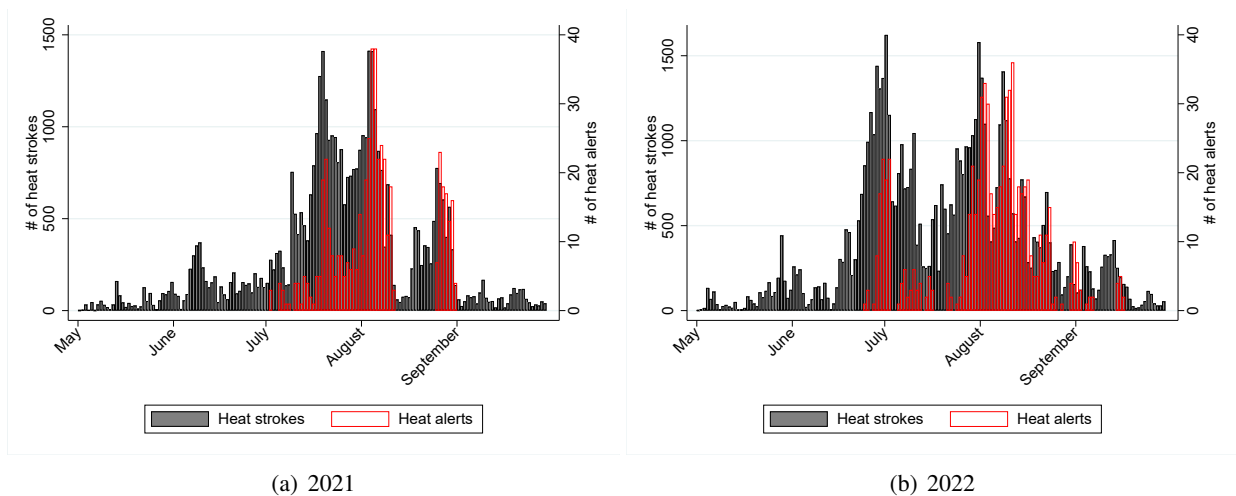 1500
1000
500
0
# of heat strokes
40
30
20
10
0
# of heat alerts
May
June
July
August
September
Heat strokes
Heat alerts
(a) 2021
1500
1000
500
0
# of heat strokes
40
30
20
10
0
# of heat alerts
May
June
July
August
September
Heat strokes
Heat alerts
(b) 2022